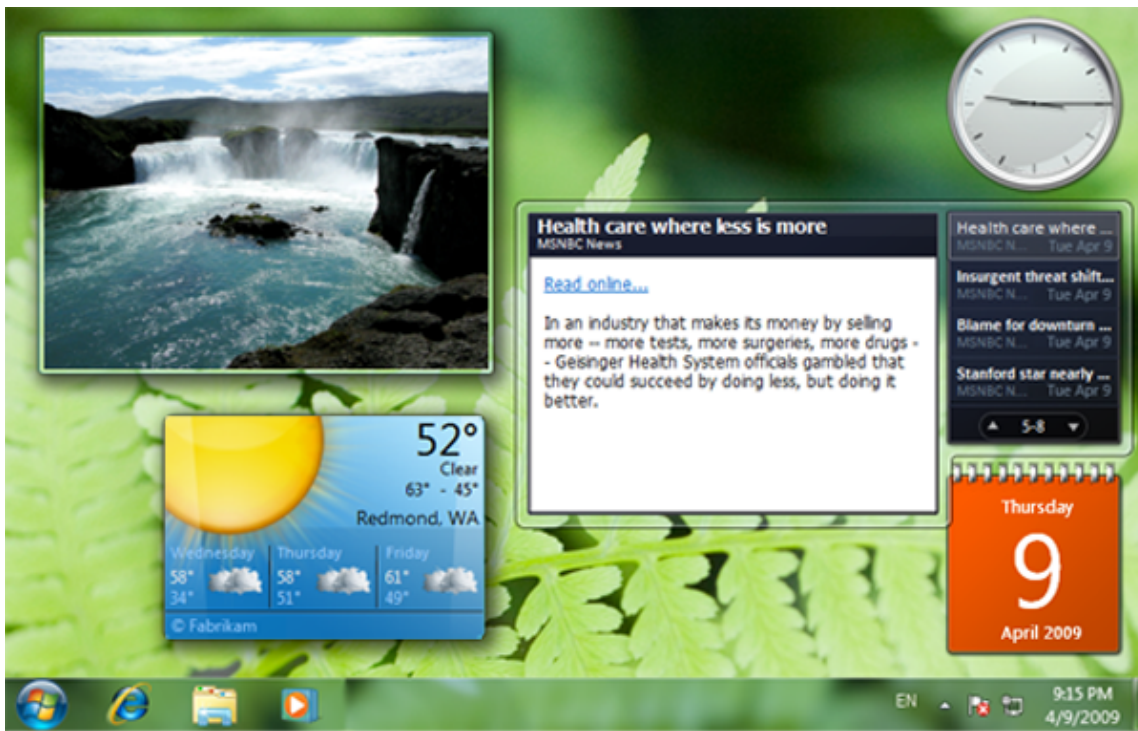 Health care where less is more
MSNBC News
Read online...
In an industry that makes its money by selling
more -- more tests, more surgeries, more drugs -
- Geisinger Health System officials gambled that
they could succeed by doing less, but doing it
better.
Health care where ...
MSNBC N... Tue Apr 9
Insurgent threat shift...
MSNBC N... Tue Apr 9
Blame for downturn ...
MSNBC N... Tue Apr 9
Stanford star nearly ...
MSNBC N... Tue Apr 9
5-8
52°
Clear
63° - 45°
Redmond, WA
Wednesday Thursday Friday
58° 58° 61°
34° 51° 49°
© Fabrikam
Thursday
9
April 2009
EN
9:15 PM
4/9/2009